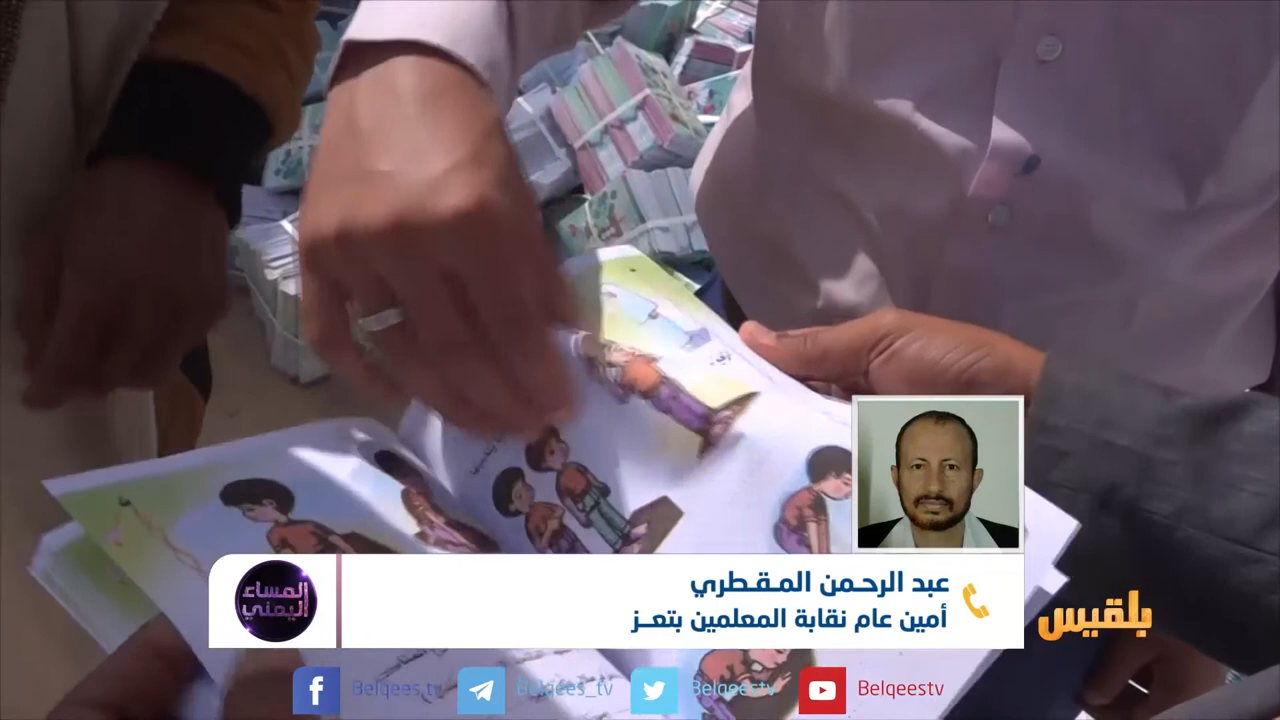 عبد الرحمن المقطري
أمين عام نقابة المعلمين بتعز
المساء
اليمني
بلقيس
Belqees_tv
Belqees_tv
Belqeestv
Belqeestv